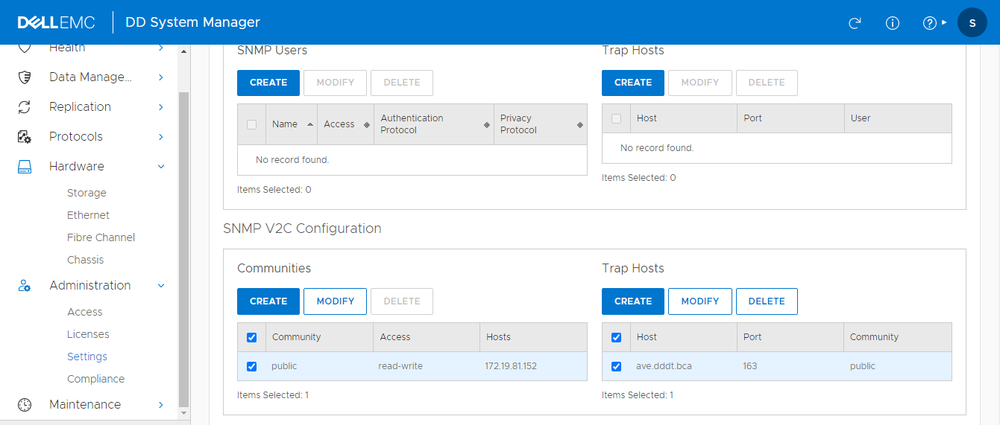 DELL EMC DD System Manager S
Health
Data Manage...
Replication
Protocols
Hardware
Storage
Ethernet
Fibre Channel
Chassis
Administration
Access
Licenses
Settings
Compliance
Maintenance
SNMP Users
CREATE MODIFY DELETE
Name Access Authentication Protocol Privacy Protocol
No record found.
Items Selected: 0
Trap Hosts
CREATE MODIFY DELETE
Host Port User
No record found.
Items Selected: 0
SNMP V2C Configuration
Communities
CREATE MODIFY DELETE
Community Access Hosts
public read-write 172.19.81.152
Items Selected: 1
Trap Hosts
CREATE MODIFY DELETE
Host Port Community
ave.dddt.bca 163 public
Items Selected: 1